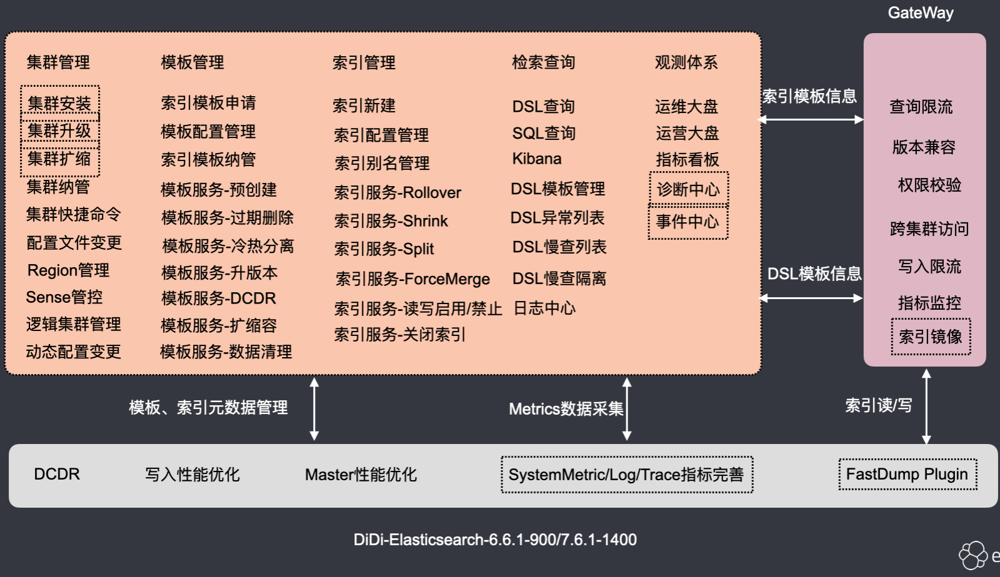 GateWay
集群管理
集群安装
集群升级
集群扩缩
集群纳管
集群快捷命令
配置文件变更
Region管理
Sense管控
逻辑集群管理
动态配置变更
模板管理
索引模板申请
模板配置管理
索引模板纳管
模板服务-预创建
模板服务-过期删除
模板服务-冷热分离
模板服务-升版本
模板服务-DCDR
模板服务-扩缩容
模板服务-数据清理
索引管理
索引新建
索引配置管理
索引别名管理
索引服务-Rollover
索引服务-Shrink
索引服务-Split
索引服务-ForceMerge
索引服务-读写启用/禁止
索引服务-关闭索引
检索查询
DSL查询
SQL查询
Kibana
DSL模板管理
DSL异常列表
DSL慢查列表
DSL慢查隔离
日志中心
观测体系
运维大盘
运营大盘
指标看板
诊断中心
事件中心
索引模板信息
DSL模板信息
查询限流
版本兼容
权限校验
跨集群访问
写入限流
指标监控
索引镜像
模板、索引元数据管理
Metrics数据采集
索引读/写
DCDR
写入性能优化
Master性能优化
SystemMetric/Log/Trace指标完善
FastDump Plugin
DiDi-Elasticsearch-6.6.1-900/7.6.1-1400
e